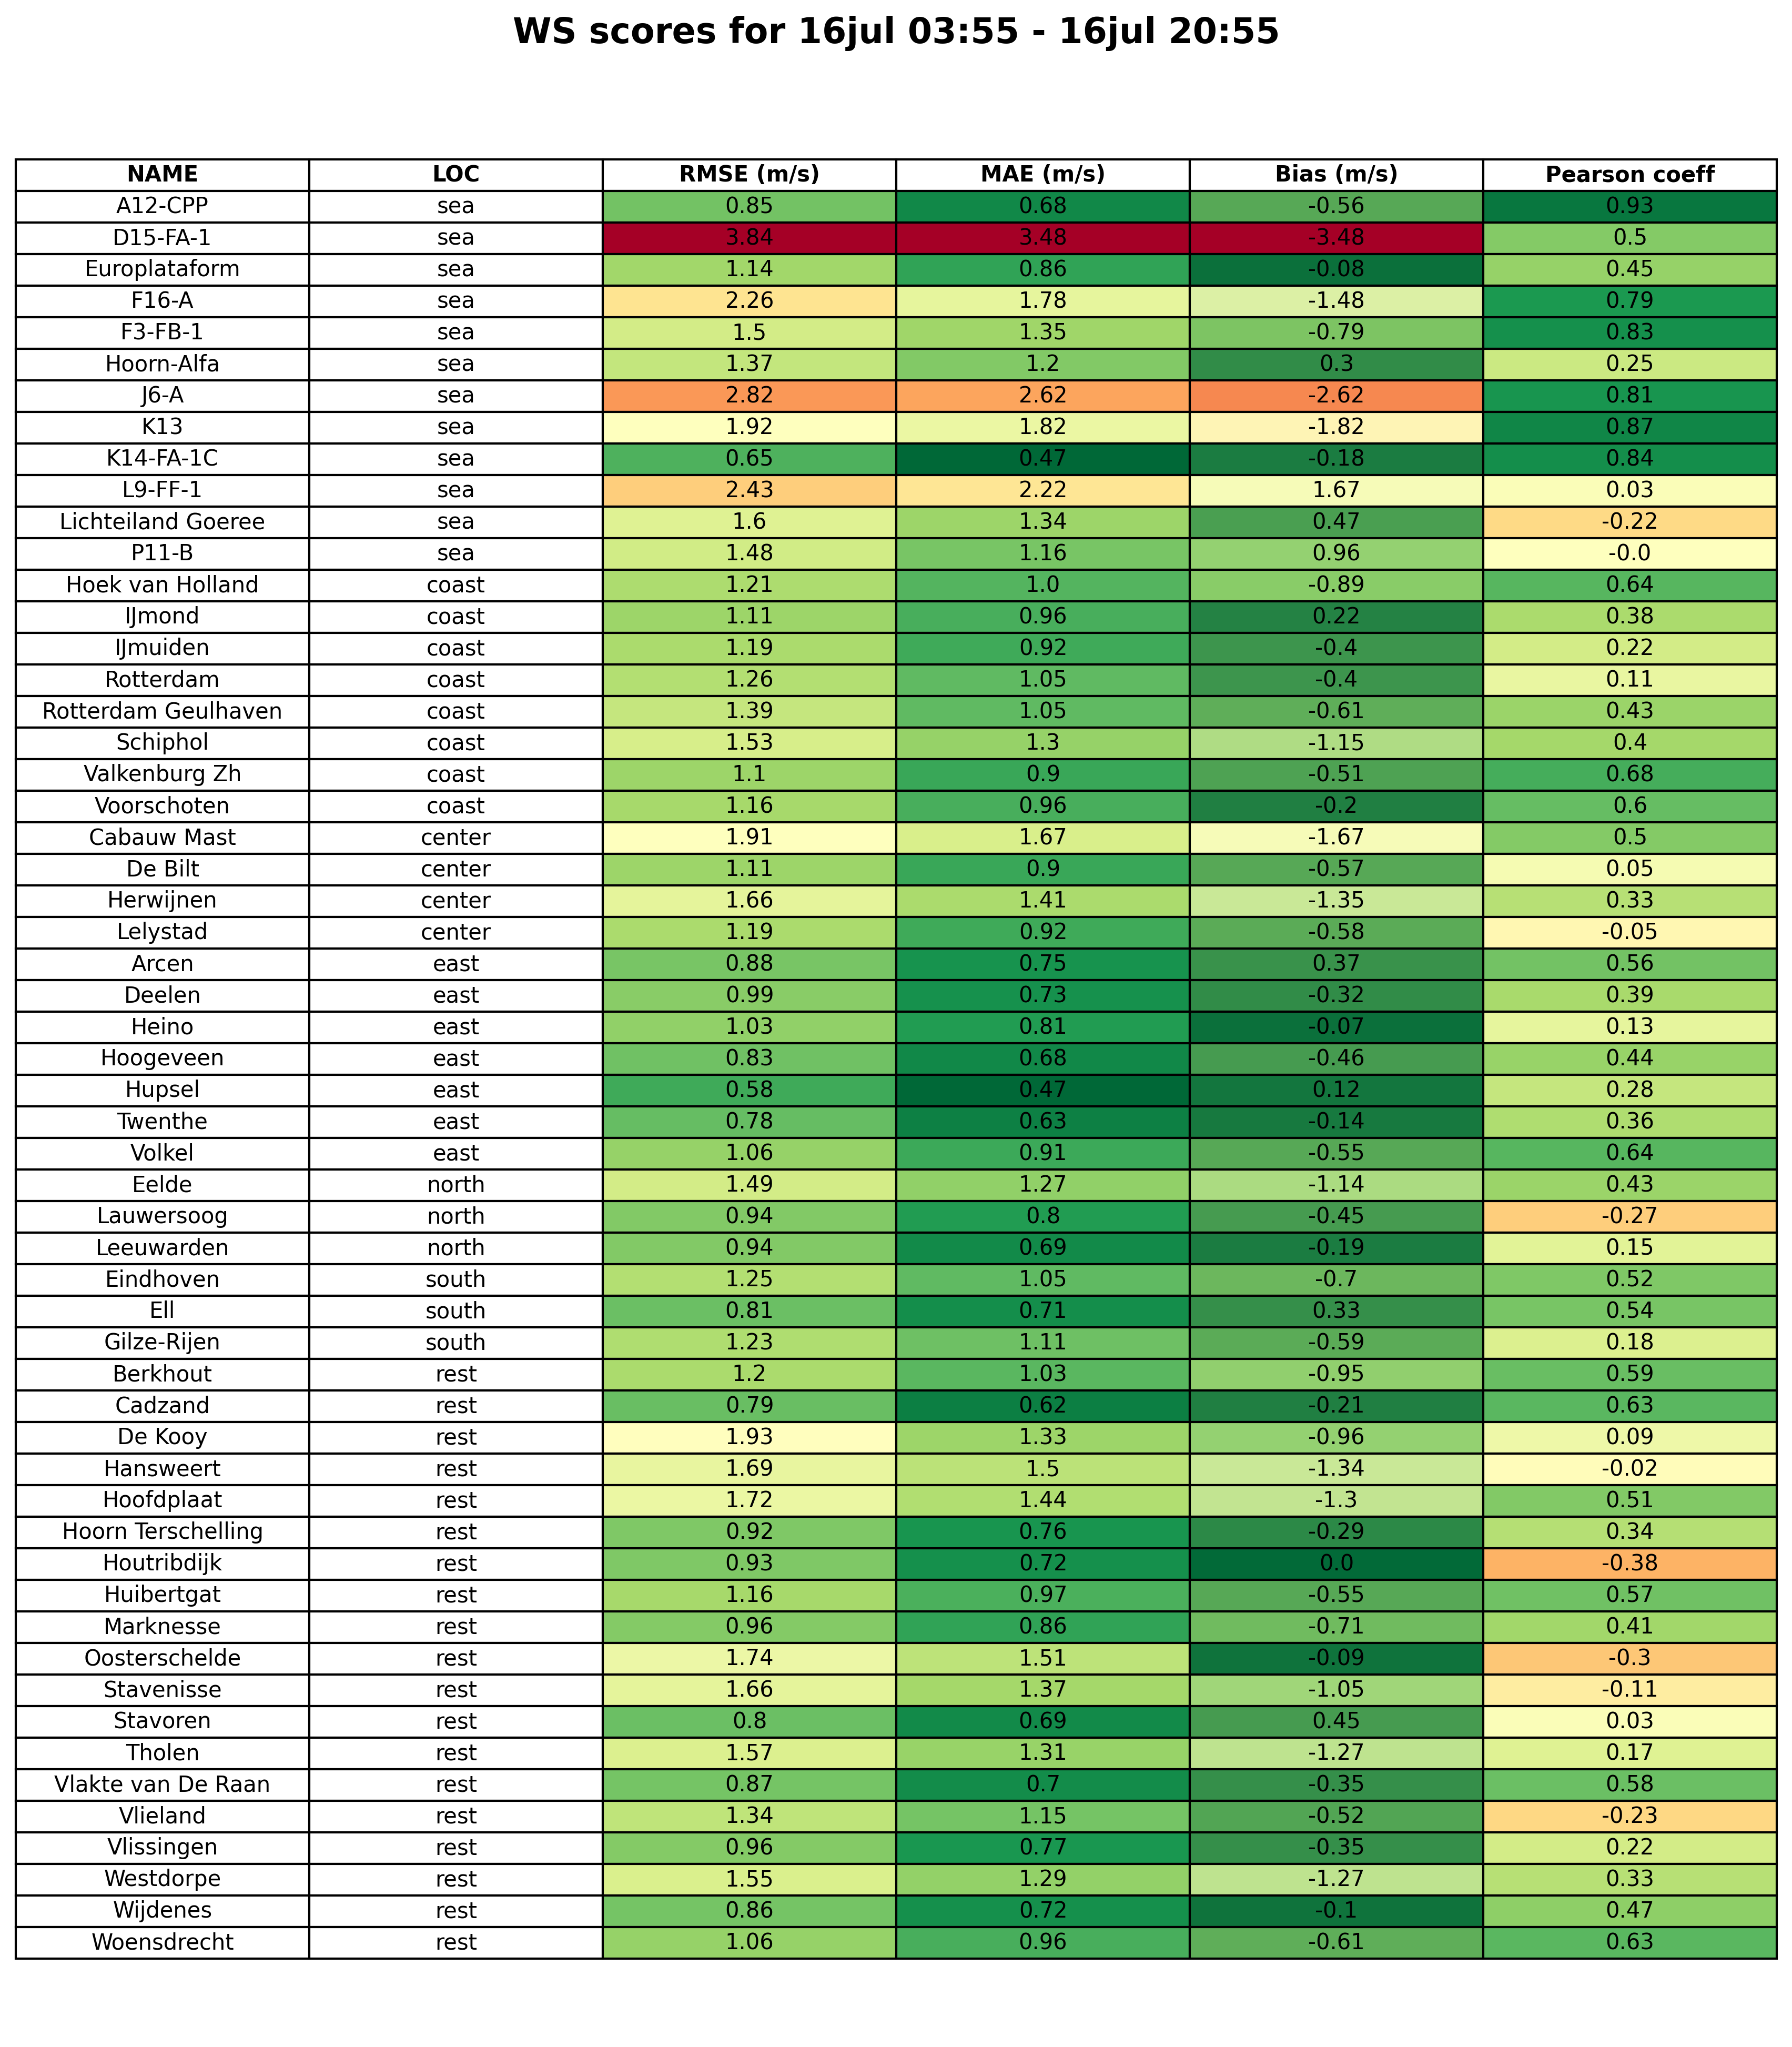 WS scores for 16jul 03:55 - 16jul 20:55
NAME LOC RMSE (m/s) MAE (m/s) Bias (m/s) Pearson coeff
A12-CPP sea 0.85 0.68 -0.56 0.93
D15-FA-1 sea 3.84 3.48 -3.48 0.5
Europlataform sea 1.14 0.86 -0.08 0.45
F16-A sea 2.26 1.78 -1.48 0.79
F3-FB-1 sea 1.5 1.35 -0.79 0.83
Hoorn-Alfa sea 1.37 1.2 0.3 0.25
J6-A sea 2.82 2.62 -2.62 0.81
K13 sea 1.92 1.82 -1.82 0.87
K14-FA-1C sea 0.65 0.47 -0.18 0.84
L9-FF-1 sea 2.43 2.22 1.67 0.03
Lichteiland Goeree sea 1.6 1.34 0.47 -0.22
P11-B sea 1.48 1.16 0.96 -0.0
Hoek van Holland coast 1.21 1.0 -0.89 0.64
IJmond coast 1.11 0.96 0.22 0.38
IJmuiden coast 1.19 0.92 -0.4 0.22
Rotterdam coast 1.26 1.05 -0.4 0.11
Rotterdam Geulhaven coast 1.39 1.05 -0.61 0.43
Schiphol coast 1.53 1.3 -1.15 0.4
Valkenburg Zh coast 1.1 0.9 -0.51 0.68
Voorschoten coast 1.16 0.96 -0.2 0.6
Cabauw Mast center 1.91 1.67 -1.67 0.5
De Bilt center 1.11 0.9 -0.57 0.05
Herwijnen center 1.66 1.41 -1.35 0.33
Lelystad center 1.19 0.92 -0.58 -0.05
Arcen east 0.88 0.75 0.37 0.56
Deelen east 0.99 0.73 -0.32 0.39
Heino east 1.03 0.81 -0.07 0.13
Hoogeveen east 0.83 0.68 -0.46 0.44
Hupsel east 0.58 0.47 0.12 0.28
Twenthe east 0.78 0.63 -0.14 0.36
Volkel east 1.06 0.91 -0.55 0.64
Eelde north 1.49 1.27 -1.14 0.43
Lauwersoog north 0.94 0.8 -0.45 -0.27
Leeuwarden north 0.94 0.69 -0.19 0.15
Eindhoven south 1.25 1.05 -0.7 0.52
Ell south 0.81 0.71 0.33 0.54
Gilze-Rijen south 1.23 1.11 -0.59 0.18
Berkhout rest 1.2 1.03 -0.95 0.59
Cadzand rest 0.79 0.62 -0.21 0.63
De Kooy rest 1.93 1.33 -0.96 0.09
Hansweert rest 1.69 1.5 -1.34 -0.02
Hoofdplaat rest 1.72 1.44 -1.3 0.51
Hoorn Terschelling rest 0.92 0.76 -0.29 0.34
Houtribdijk rest 0.93 0.72 0.0 -0.38
Huibertgat rest 1.16 0.97 -0.55 0.57
Marknesse rest 0.96 0.86 -0.71 0.41
Oosterschelde rest 1.74 1.51 -0.09 -0.3
Stavenisse rest 1.66 1.37 -1.05 -0.11
Stavoren rest 0.8 0.69 0.45 0.03
Tholen rest 1.57 1.31 -1.27 0.17
Vlakte van De Raan rest 0.87 0.7 -0.35 0.58
Vlieland rest 1.34 1.15 -0.52 -0.23
Vlissingen rest 0.96 0.77 -0.35 0.22
Westdorpe rest 1.55 1.29 -1.27 0.33
Wijdenes rest 0.86 0.72 -0.1 0.47
Woensdrecht rest 1.06 0.96 -0.61 0.63